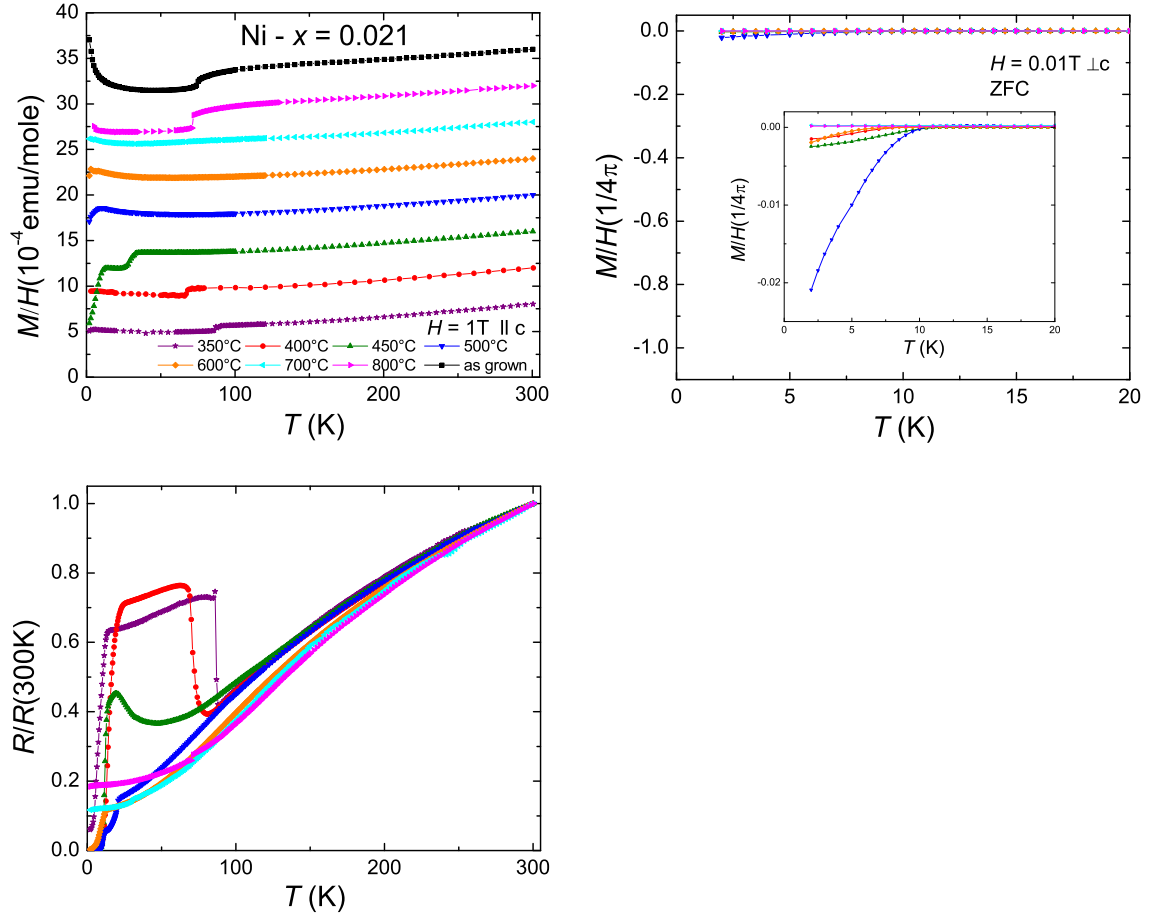 Ni - x = 0.021
M/H(10⁻⁴emu/mole)
40
35
30
25
20
15
10
5
0
H = 1T || c
350°C 400°C 450°C 500°C
600°C 700°C 800°C as grown
0 100 200 300
T (K)
M/H(1/4π)
0.0
-0.2
-0.4
-0.6
-0.8
-1.0
H = 0.01T ⊥c
ZFC
M/H(1/4π)
0.00
-0.01
-0.02
0 5 10 15 20
T (K)
0 5 10 15 20
T (K)
R/R(300K)
1.0
0.8
0.6
0.4
0.2
0.0
0 100 200 300
T (K)